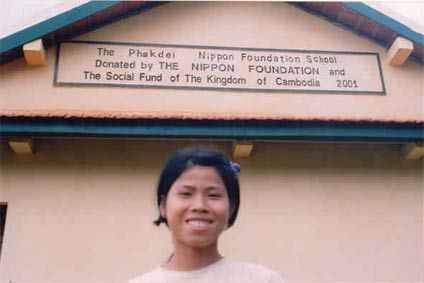 The Phakdei Nippon Foundation School
Donated by THE NIPPON FOUNDATION and
The Social Fund of The Kingdom of Cambodia 2001